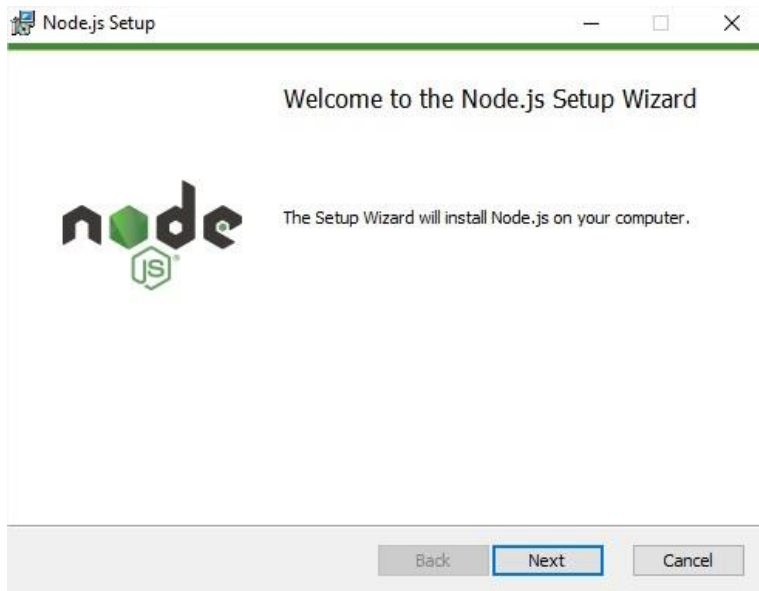 Node.js Setup
Welcome to the Node.js Setup Wizard
node
JS®
The Setup Wizard will install Node.js on your computer.
Back Next Cancel